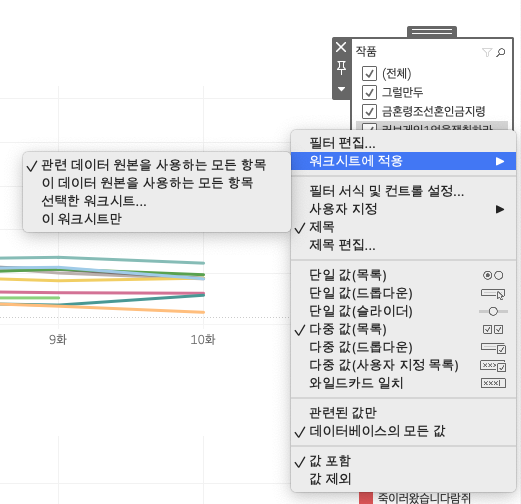 작품
(전체)
그럴만두
금혼령조선혼인금지령
필터 편집...
워크시트에 적용
관련 데이터 원본을 사용하는 모든 항목
이 데이터 원본을 사용하는 모든 항목
선택한 워크시트...
이 워크시트만
필터 서식 및 컨트롤 설정...
사용자 지정
제목
제목 편집...
단일 값(목록)
단일 값(드롭다운)
단일 값(슬라이더)
다중 값(목록)
다중 값(드롭다운)
다중 값(사용자 지정 목록)
와일드카드 일치
관련된 값만
데이터베이스의 모든 값
값 포함
값 제외
9화
10화
죽이러왔습니다람쥐